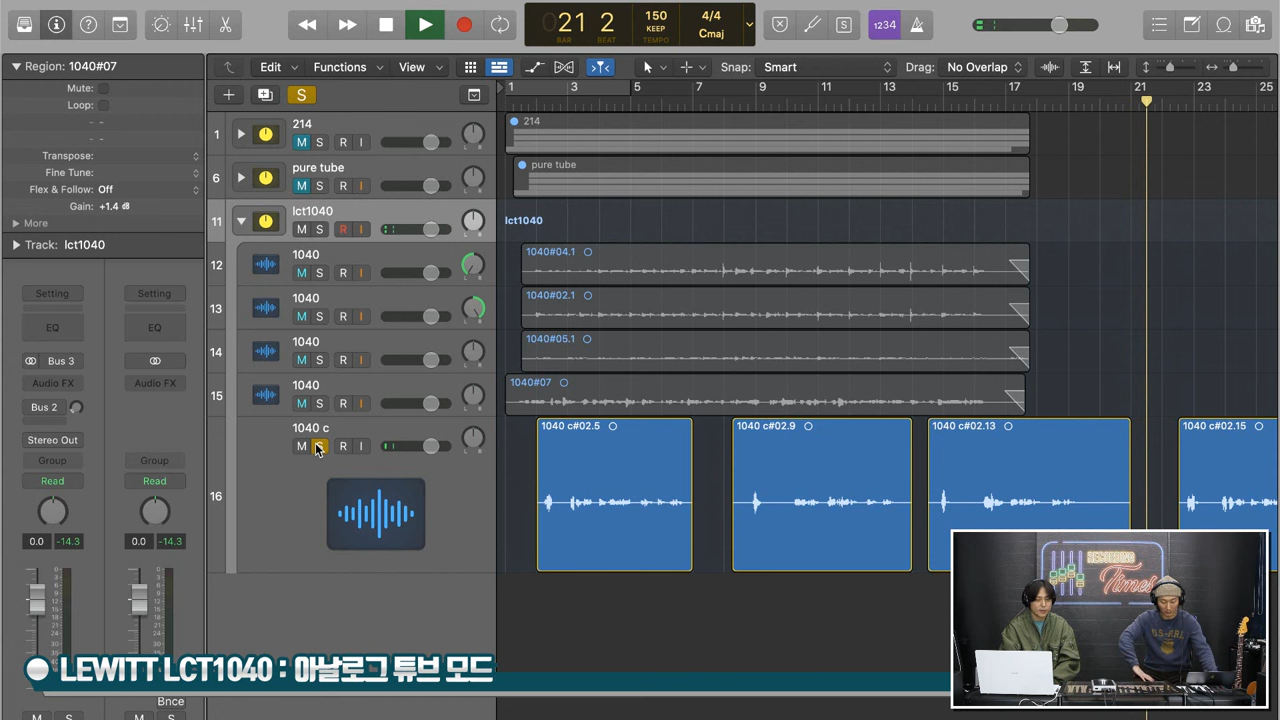 21 2
BAR BEAT
150
TEMPO
4/4
Cmaj
1234
S
Region: 1040#07
Mute:
Loop:
Transpose:
Fine Tune:
Flex & Follow: Off
Gain: +1.4 dB
More
Track: lct1040
Edit Functions View Snap: Smart Drag: No Overlap
S
1 3 5 7 9 11 13 15 17 19 21 23 25
1 214
M S R I
214
6 pure tube
M S R I
pure tube
11 lct1040
M S R I
lct1040
12 1040
M S R I
1040#04.1
13 1040
M S R I
1040#02.1
14 1040
M S R I
1040#05.1
15 1040
M S R I
1040#07
16 1040 c
M S R I
1040 c#02.5
1040 c#02.9
1040 c#02.13
1040 c#02.15
Setting Setting
EQ EQ
Bus 3
Audio FX Audio FX
Bus 2
Stereo Out
Group Group
Read Read
0.0 -14.3 0.0 -14.3
Bnce
M S M S
RECORDING
Times
LEWITT LCT1040 : 아날로그 튜브 모드